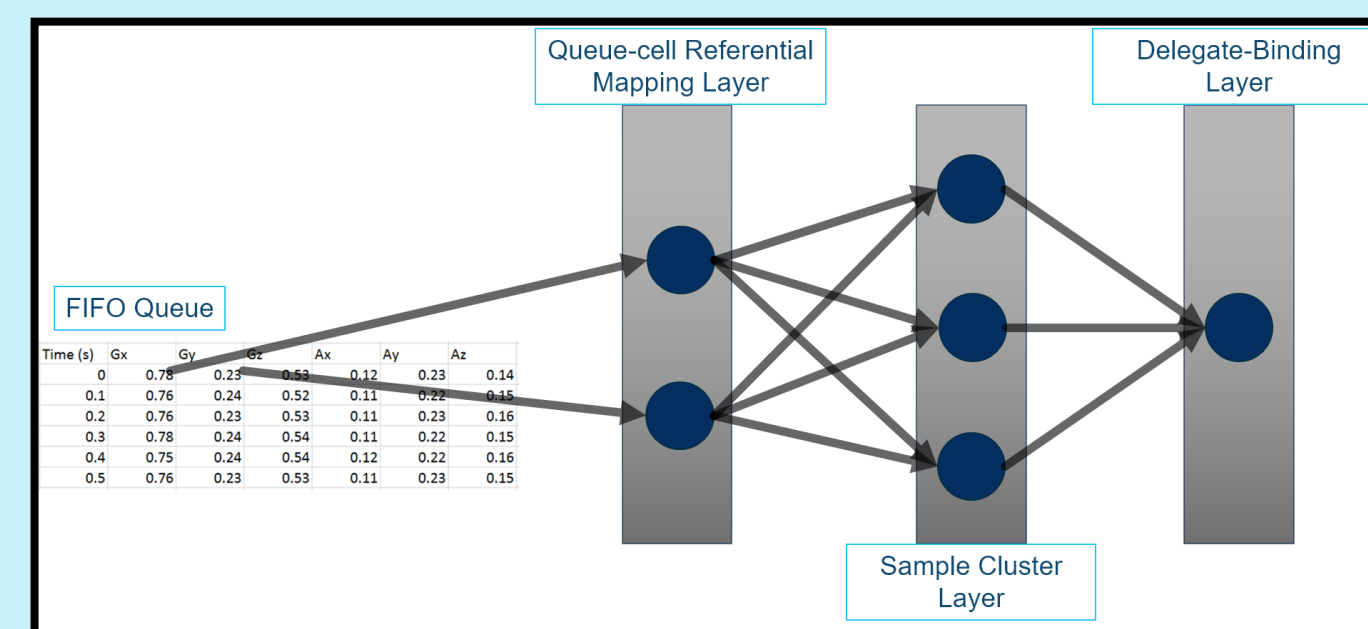 Queue-cell Referential
Mapping Layer
Delegate-Binding
Layer
FIFO Queue
Time (s) Gx Gy Gz Ax Ay Az
0 0.78 0.23 0.53 0.12 0.23 0.14
0.1 0.76 0.24 0.52 0.11 0.22 0.15
0.2 0.76 0.23 0.53 0.11 0.23 0.16
0.3 0.78 0.24 0.54 0.11 0.22 0.15
0.4 0.75 0.24 0.54 0.12 0.22 0.16
0.5 0.76 0.23 0.53 0.11 0.23 0.15
Sample Cluster
Layer